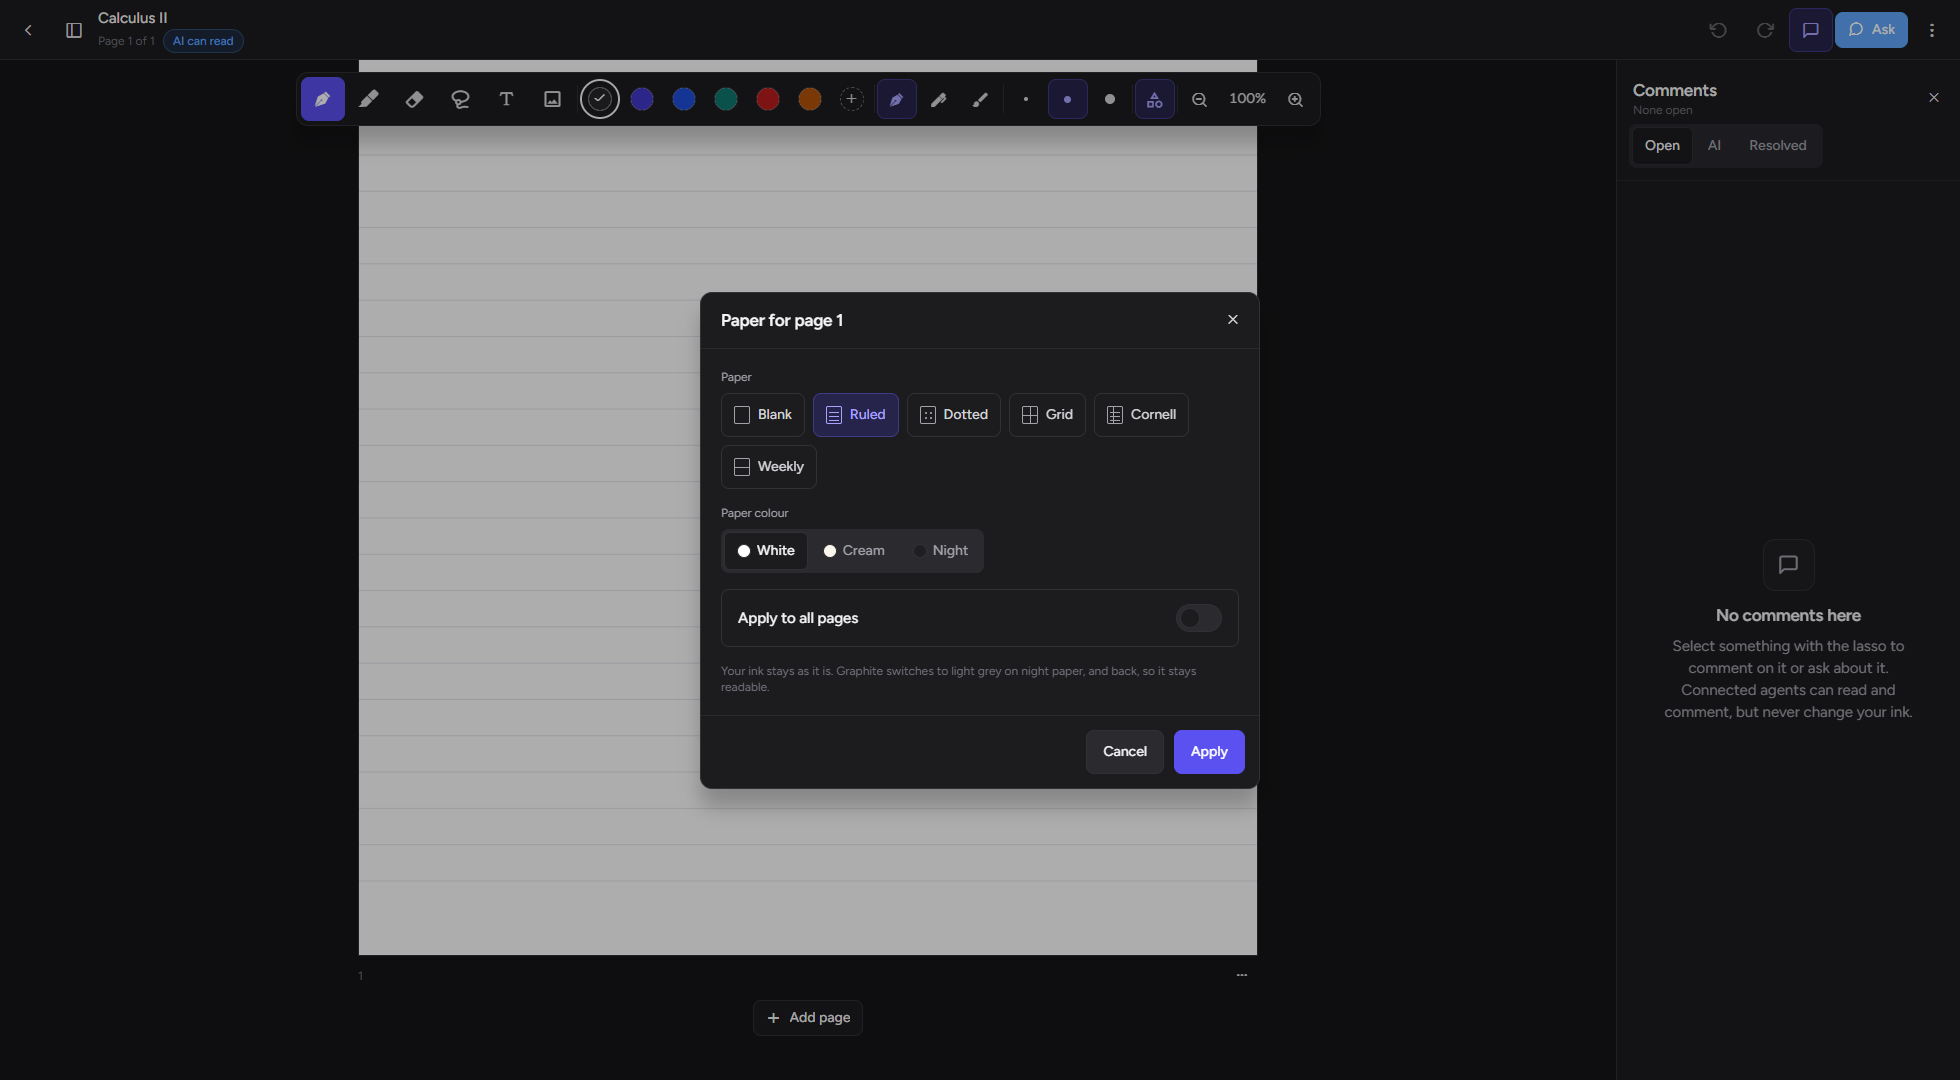 Calculus II
Page 1 of 1 AI can read
Ask
100%
Comments
None open
Open AI Resolved
Paper for page 1
Paper
Blank Ruled Dotted Grid Cornell
Weekly
Paper colour
White Cream Night
Apply to all pages
Your ink stays as it is. Graphite switches to light grey on night paper, and back, so it stays
readable.
Cancel Apply
No comments here
Select something with the lasso to
comment on it or ask about it.
Connected agents can read and
comment, but never change your ink.
1
Add page